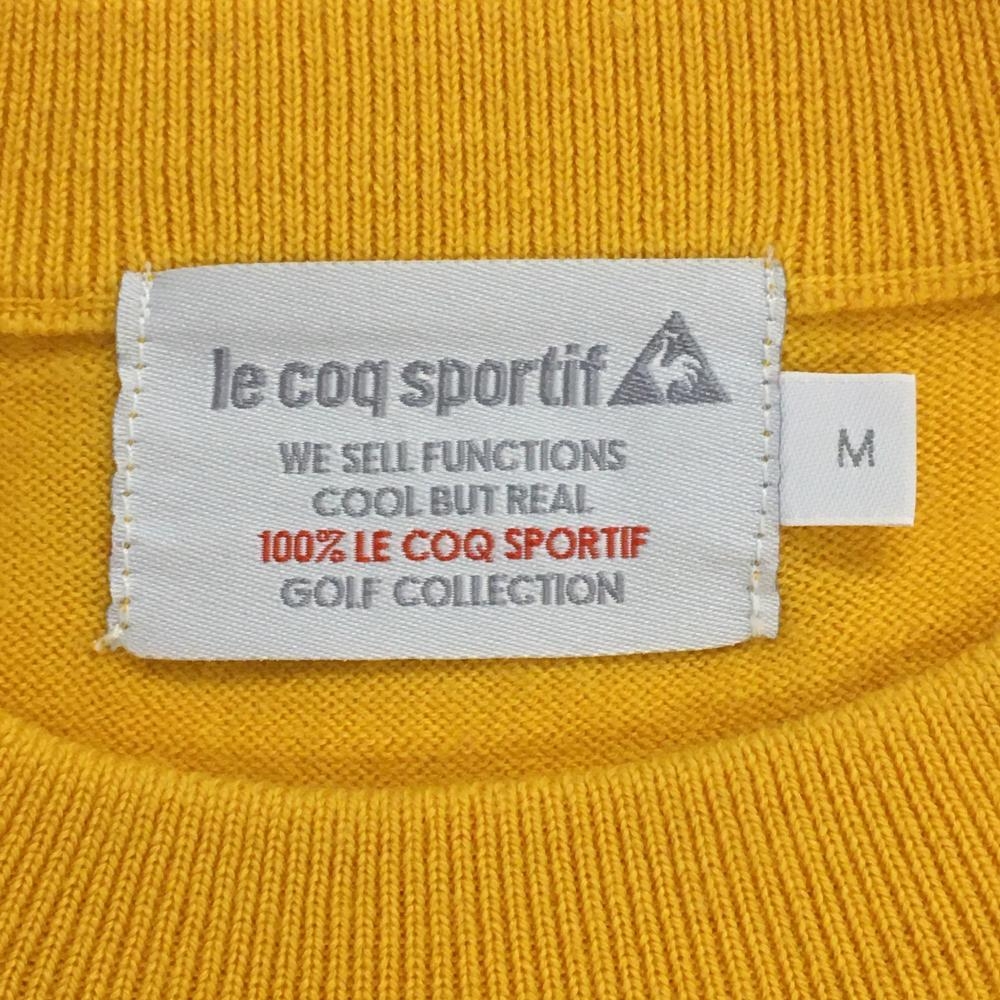 le coq sportif
WE SELL FUNCTIONS
COOL BUT REAL
100% LE COQ SPORTIF
GOLF COLLECTION
M